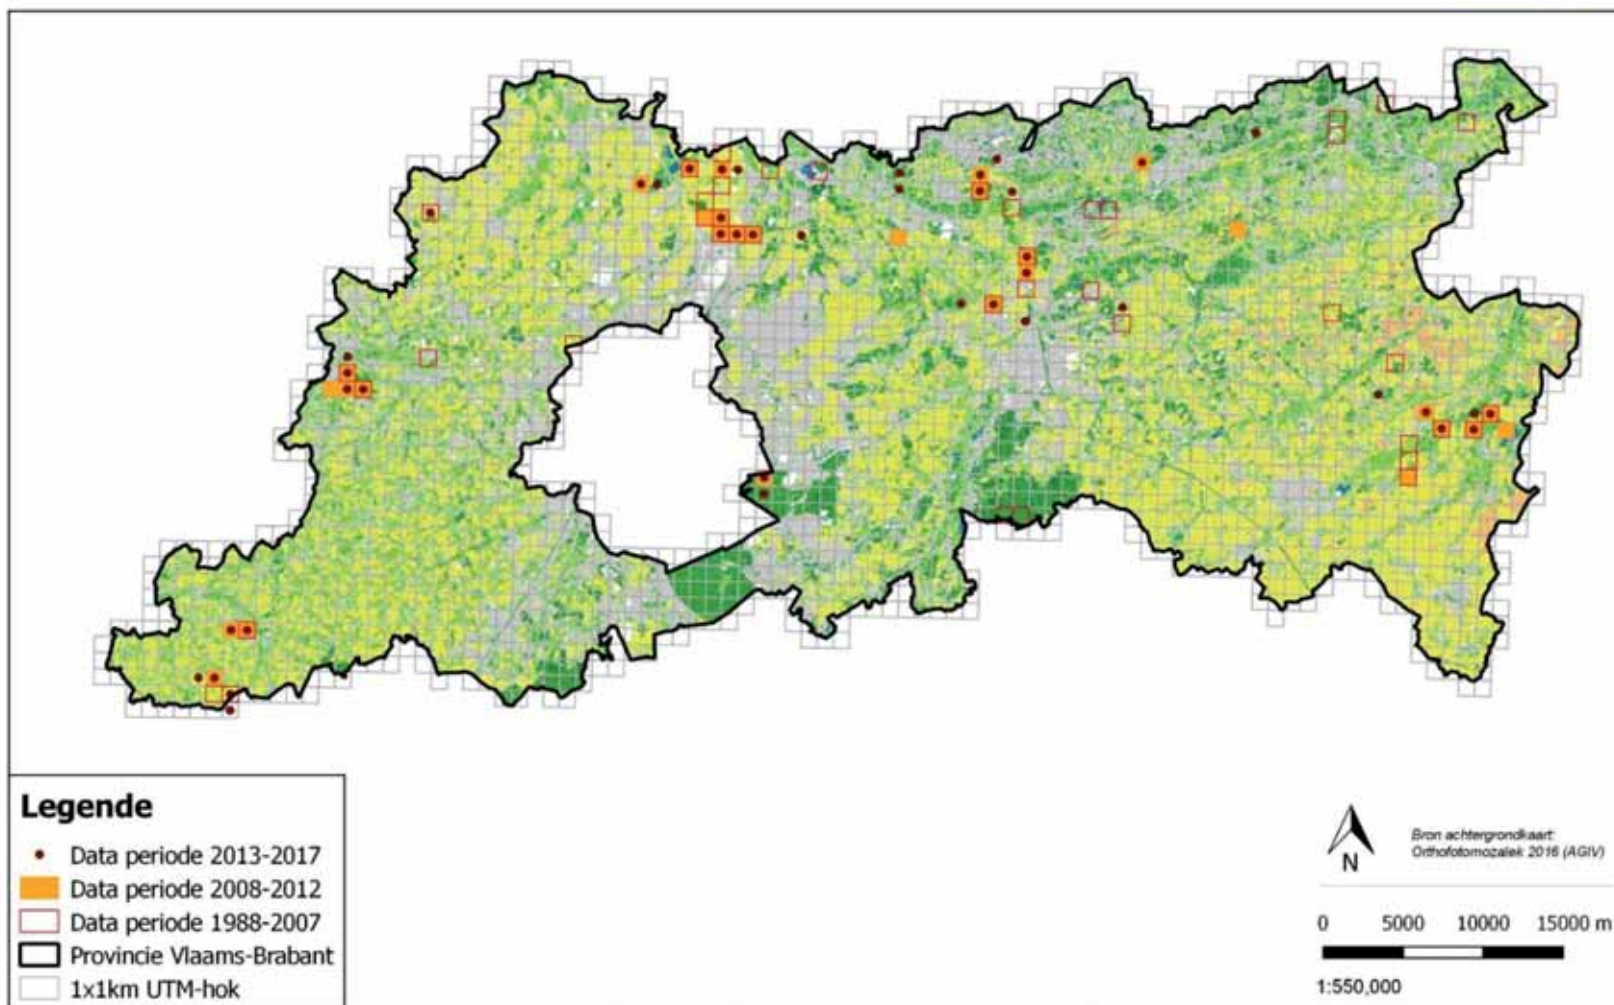 Legende
Data periode 2013-2017
Data periode 2008-2012
Data periode 1988-2007
Provincie Vlaams-Brabant
1x1km UTM-hok
N
Bron achtergrondkaart:
Orthofotomozaïek 2016 (AGIV)
0 5000 10000 15000 m
1:550,000